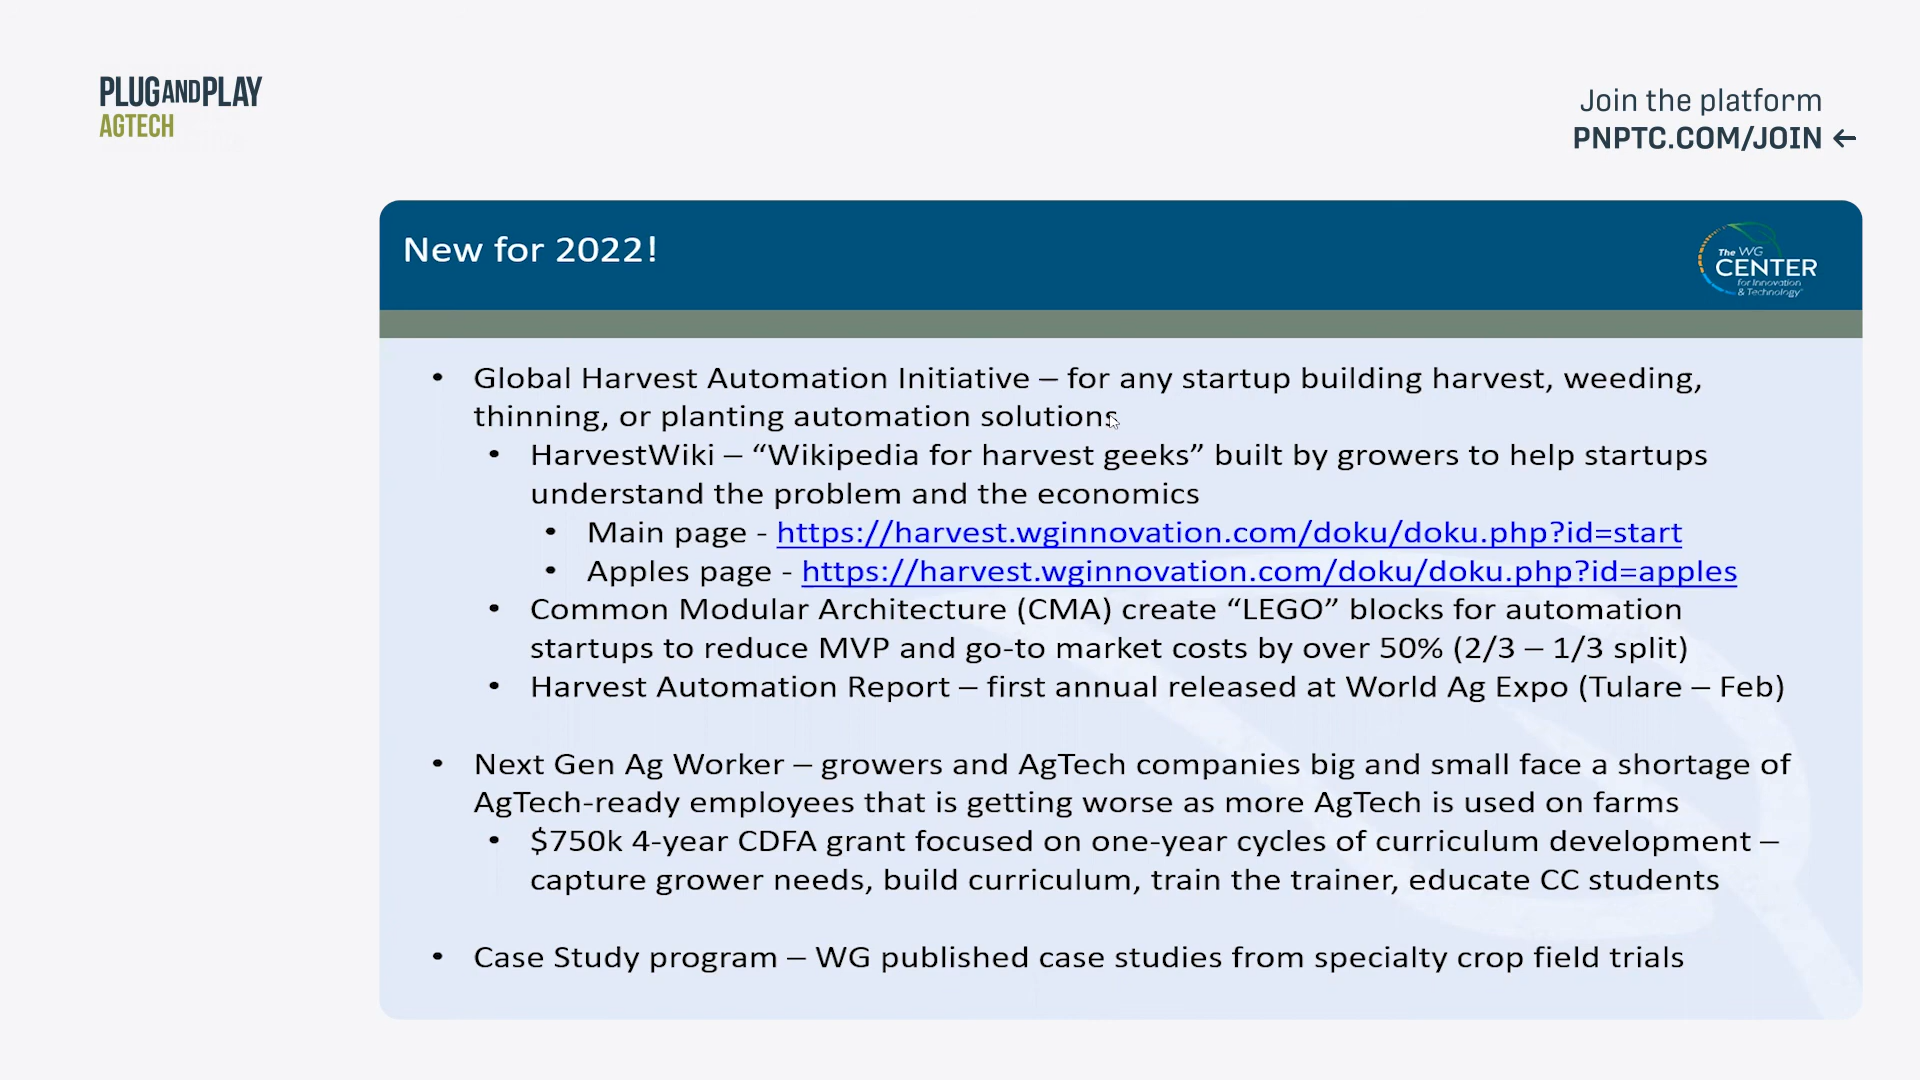 PLUGANDPLAY
AGTECH
Join the platform
PNPTC.COM/JOIN ←
New for 2022!
The WG
CENTER
for Innovation
& Technology
• Global Harvest Automation Initiative – for any startup building harvest, weeding,
thinning, or planting automation solutions
• HarvestWiki – “Wikipedia for harvest geeks” built by growers to help startups
understand the problem and the economics
• Main page - https://harvest.wginnovation.com/doku/doku.php?id=start
• Apples page - https://harvest.wginnovation.com/doku/doku.php?id=apples
• Common Modular Architecture (CMA) create “LEGO” blocks for automation
startups to reduce MVP and go-to market costs by over 50% (2/3 – 1/3 split)
• Harvest Automation Report – first annual released at World Ag Expo (Tulare – Feb)
• Next Gen Ag Worker – growers and AgTech companies big and small face a shortage of
AgTech-ready employees that is getting worse as more AgTech is used on farms
• $750k 4-year CDFA grant focused on one-year cycles of curriculum development –
capture grower needs, build curriculum, train the trainer, educate CC students
• Case Study program – WG published case studies from specialty crop field trials